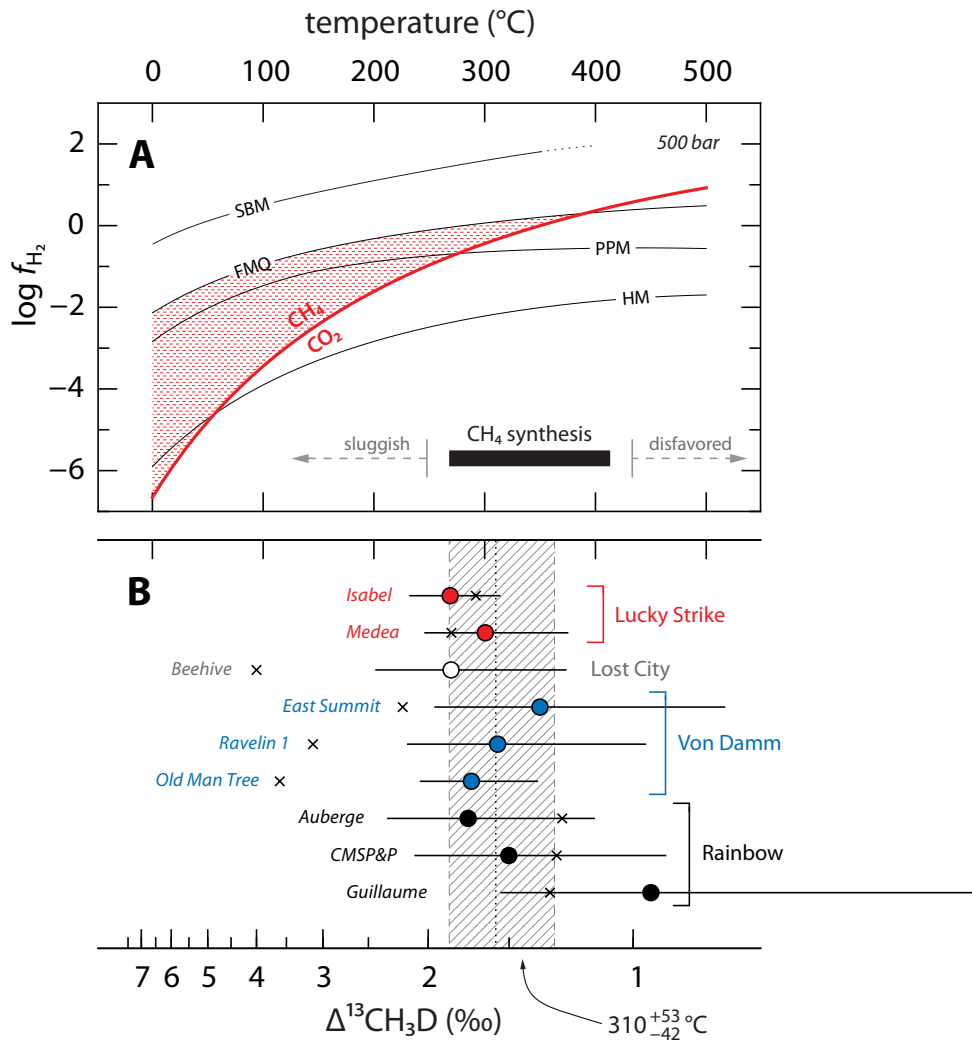 temperature (°C)
0 100 200 300 400 500
A
500 bar
2
0
−2
−4
−6
log fH₂
SBM
FMQ
PPM
HM
CH₄
CO₂
CH₄ synthesis
sluggish
disfavored
B
Isabel
Medea
Lucky Strike
Beehive
Lost City
East Summit
Ravelin 1
Von Damm
Old Man Tree
Auberge
CMSP&P
Rainbow
Guillaume
7 6 5 4 3 2 1
Δ¹³CH₃D (‰)
310 +53 −42 °C